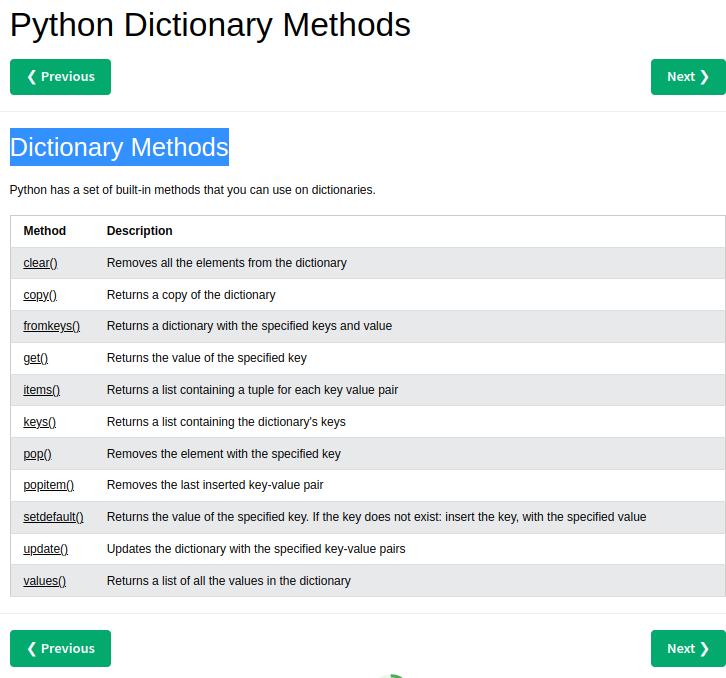 Python Dictionary Methods
❮ Previous
Next ❯
Dictionary Methods
Python has a set of built-in methods that you can use on dictionaries.
Method Description
clear() Removes all the elements from the dictionary
copy() Returns a copy of the dictionary
fromkeys() Returns a dictionary with the specified keys and value
get() Returns the value of the specified key
items() Returns a list containing a tuple for each key value pair
keys() Returns a list containing the dictionary's keys
pop() Removes the element with the specified key
popitem() Removes the last inserted key-value pair
setdefault() Returns the value of the specified key. If the key does not exist: insert the key, with the specified value
update() Updates the dictionary with the specified key-value pairs
values() Returns a list of all the values in the dictionary
❮ Previous
Next ❯